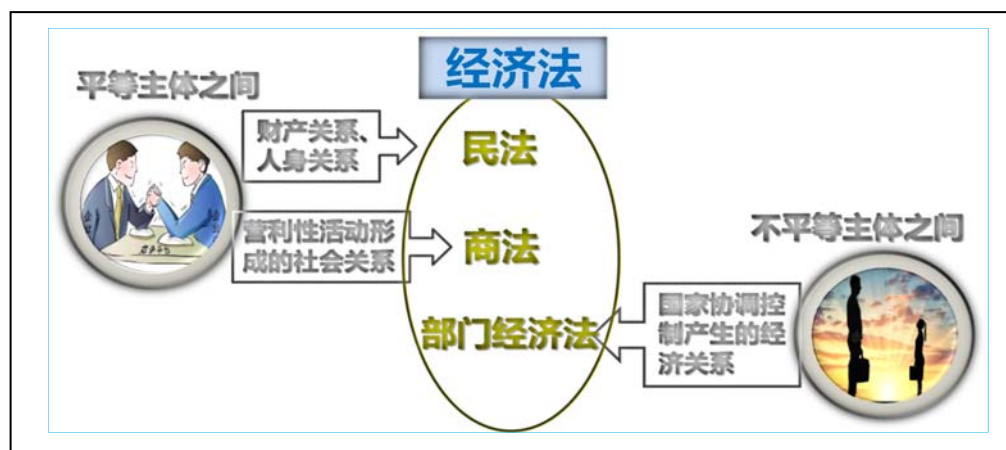 经济法
平等主体之间
财产关系、
人身关系
民法
营利性活动形
成的社会关系
商法
不平等主体之间
部门经济法
国家协调控
制产生的经
济关系